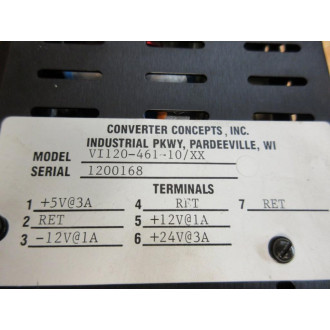 CONVERTER CONCEPTS, INC.
INDUSTRIAL PKWY, PARDEEVILLE, WI
MODEL VI120-461-10/XX
SERIAL 1200168
TERMINALS
1 +5V@3A 4 RET 7 RET
2 RET 5 +12V@1A
3 -12V@1A 6 +24V@3A